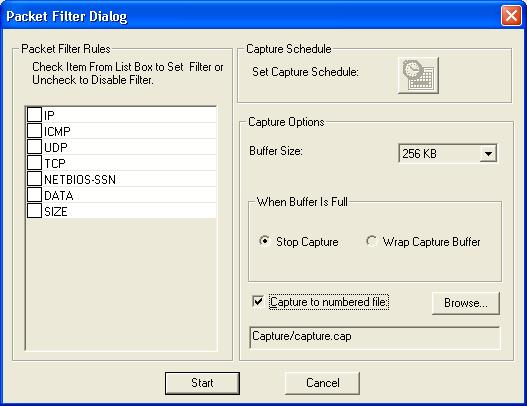 Packet Filter Dialog
Packet Filter Rules
Check Item From List Box to Set Filter or
Uncheck to Disable Filter.
IP
ICMP
UDP
TCP
NETBIOS-SSN
DATA
SIZE
Capture Schedule
Set Capture Schedule:
Capture Options
Buffer Size:
256 KB
When Buffer Is Full
Stop Capture
Wrap Capture Buffer
Capture to numbered file:
Browse...
Capture/capture.cap
Start
Cancel